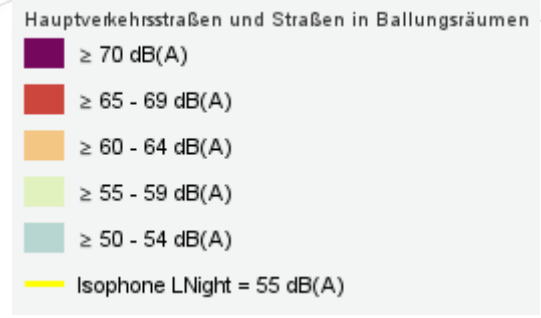 Hauptverkehrsstraßen und Straßen in Ballungsräumen
≥ 70 dB(A)
≥ 65 - 69 dB(A)
≥ 60 - 64 dB(A)
≥ 55 - 59 dB(A)
≥ 50 - 54 dB(A)
Isophone LNight = 55 dB(A)